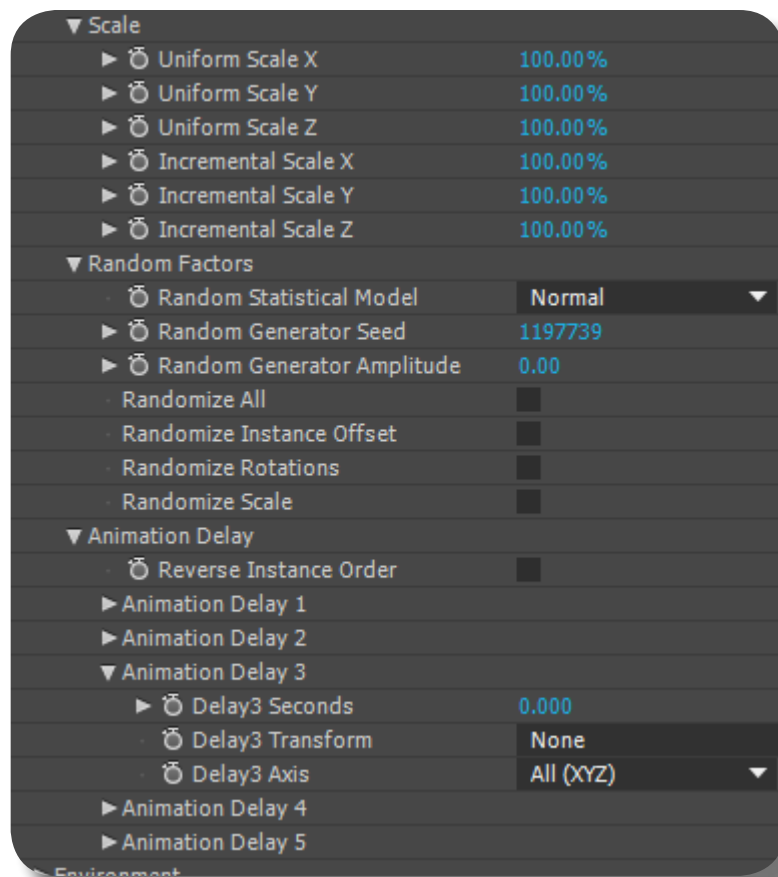 Scale
Uniform Scale X 100.00%
Uniform Scale Y 100.00%
Uniform Scale Z 100.00%
Incremental Scale X 100.00%
Incremental Scale Y 100.00%
Incremental Scale Z 100.00%
Random Factors
Random Statistical Model Normal
Random Generator Seed 1197739
Random Generator Amplitude 0.00
Randomize All
Randomize Instance Offset
Randomize Rotations
Randomize Scale
Animation Delay
Reverse Instance Order
Animation Delay 1
Animation Delay 2
Animation Delay 3
Delay3 Seconds 0.000
Delay3 Transform None
Delay3 Axis All (XYZ)
Animation Delay 4
Animation Delay 5
Environment